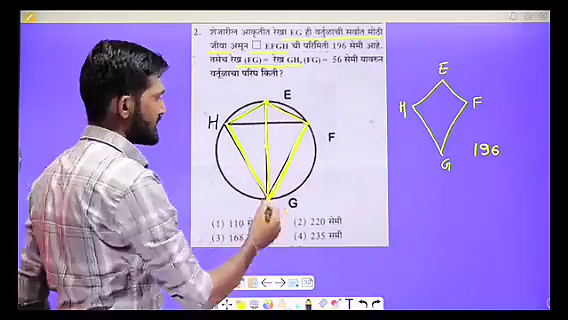 2. शेजारील आकृतीत रेखा EG ही वर्तुळाची सर्वात मोठी
जीवा असून □ EFGH ची परिमिती 196 सेमी आहे.
तसेच रेख (FG) = रेख GH, (FG) = 56 सेमी यावरुन
वर्तुळाचा परिघ किती?
E
H
F
G
(1) 110
(2) 220 सेमी
(3) 168
(4) 235 समी
E
H
F
G
196